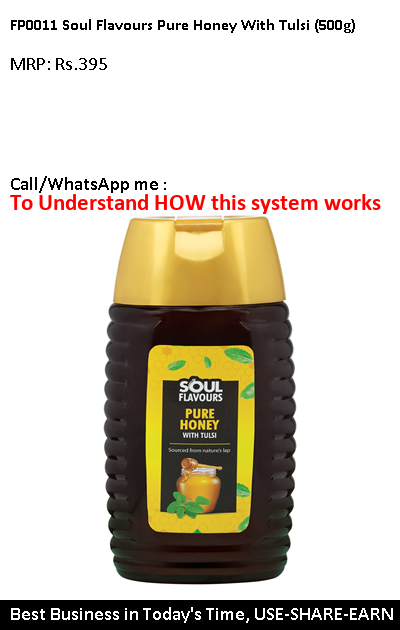 FP0011 Soul Flavours Pure Honey With Tulsi (500g)
MRP: Rs.395
Call/WhatsApp me :
To Understand HOW this system works
SOUL
FLAVOURS
PURE
HONEY
WITH TULSI
Sourced from nature's lap
Best Business in Today's Time, USE-SHARE-EARN